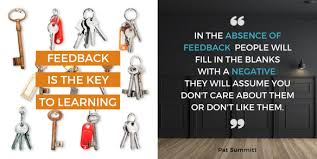 FEEDBACK
IS THE KEY
TO LEARNING
“
IN THE ABSENCE OF
FEEDBACK PEOPLE WILL
FILL IN THE BLANKS
WITH A NEGATIVE.
THEY WILL ASSUME YOU
DON'T CARE ABOUT THEM
OR DON'T LIKE THEM.
”
Pat Summitt